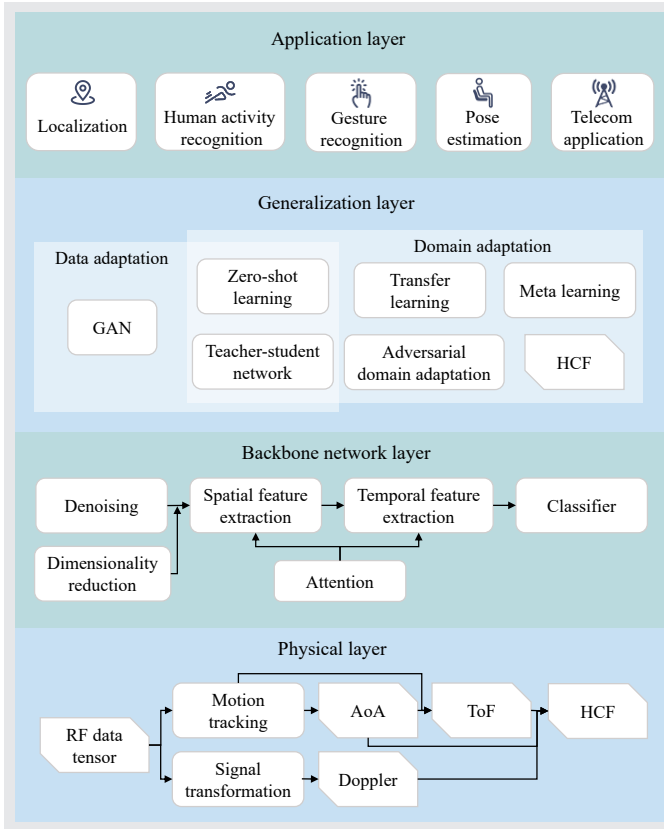 Application layer
Localization
Human activity
recognition
Gesture
recognition
Pose
estimation
Telecom
application
Generalization layer
Data adaptation
Domain adaptation
GAN
Zero-shot
learning
Transfer
learning
Meta learning
Teacher-student
network
Adversarial
domain adaptation
HCF
Backbone network layer
Denoising
Spatial feature
extraction
Temporal feature
extraction
Classifier
Dimensionality
reduction
Attention
Physical layer
RF data
tensor
Motion
tracking
AoA
ToF
HCF
Signal
transformation
Doppler